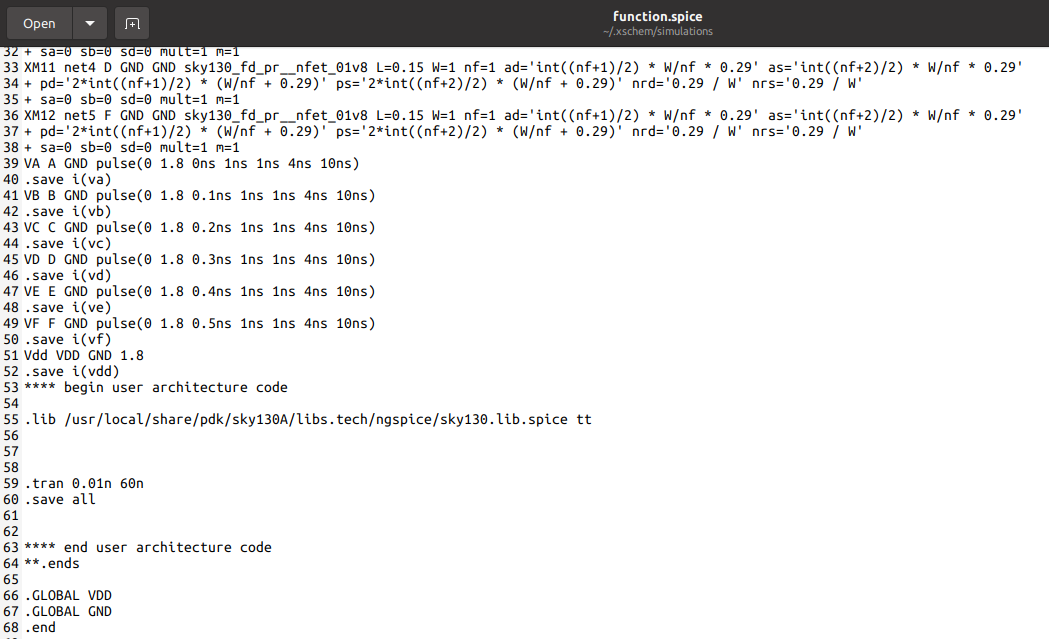 Open
function.spice
~/.xschem/simulations
32 + sa=0 sb=0 sd=0 mult=1 m=1
33 XM11 net4 D GND GND sky130_fd_pr__nfet_01v8 L=0.15 W=1 nf=1 ad='int((nf+1)/2) * W/nf * 0.29' as='int((nf+2)/2) * W/nf * 0.29'
34 + pd='2*int((nf+1)/2) * (W/nf + 0.29)' ps='2*int((nf+2)/2) * (W/nf + 0.29)' nrd='0.29 / W' nrs='0.29 / W'
35 + sa=0 sb=0 sd=0 mult=1 m=1
36 XM12 net5 F GND GND sky130_fd_pr__nfet_01v8 L=0.15 W=1 nf=1 ad='int((nf+1)/2) * W/nf * 0.29' as='int((nf+2)/2) * W/nf * 0.29'
37 + pd='2*int((nf+1)/2) * (W/nf + 0.29)' ps='2*int((nf+2)/2) * (W/nf + 0.29)' nrd='0.29 / W' nrs='0.29 / W'
38 + sa=0 sb=0 sd=0 mult=1 m=1
39 VA A GND pulse(0 1.8 0ns 1ns 1ns 4ns 10ns)
40 .save i(va)
41 VB B GND pulse(0 1.8 0.1ns 1ns 1ns 4ns 10ns)
42 .save i(vb)
43 VC C GND pulse(0 1.8 0.2ns 1ns 1ns 4ns 10ns)
44 .save i(vc)
45 VD D GND pulse(0 1.8 0.3ns 1ns 1ns 4ns 10ns)
46 .save i(vd)
47 VE E GND pulse(0 1.8 0.4ns 1ns 1ns 4ns 10ns)
48 .save i(ve)
49 VF F GND pulse(0 1.8 0.5ns 1ns 1ns 4ns 10ns)
50 .save i(vf)
51 Vdd VDD GND 1.8
52 .save i(vdd)
53 **** begin user architecture code
54
55 .lib /usr/local/share/pdk/sky130A/libs.tech/ngspice/sky130.lib.spice tt
56
57
58
59 .tran 0.01n 60n
60 .save all
61
62
63 **** end user architecture code
64 **.ends
65
66 .GLOBAL VDD
67 .GLOBAL GND
68 .end